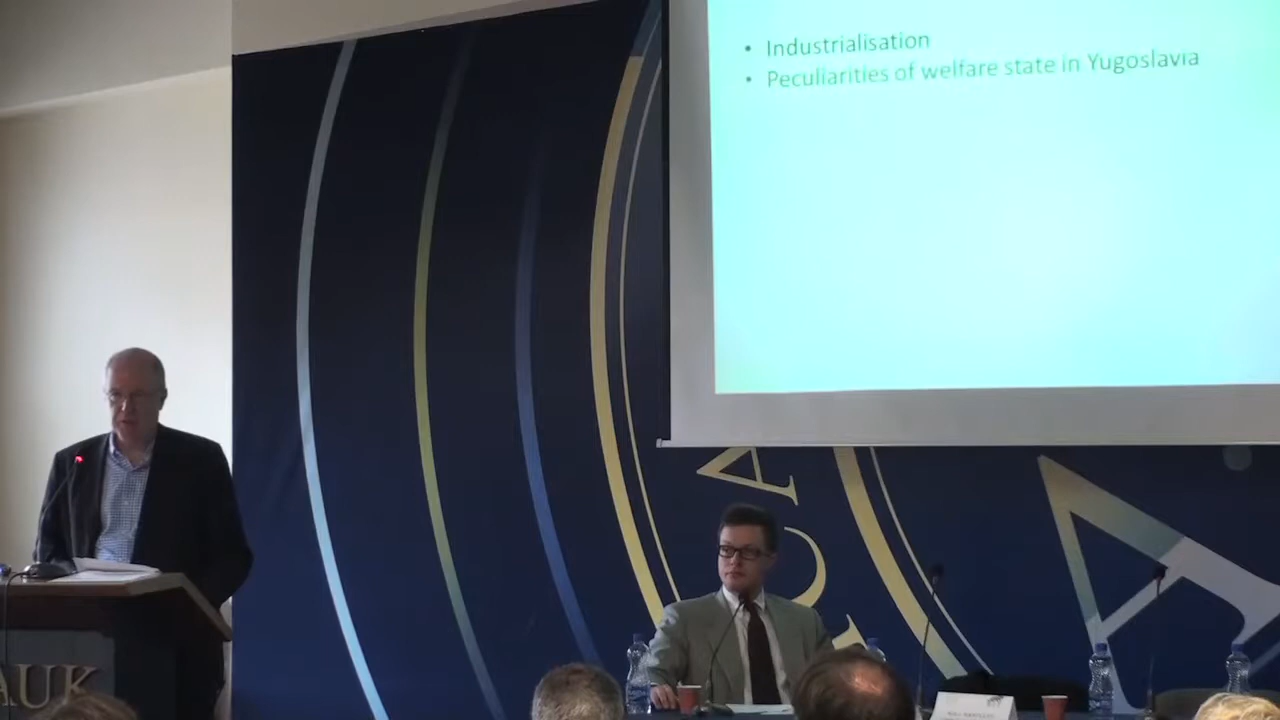 • Industrialisation
• Peculiarities of welfare state in Yugoslavia
AUK